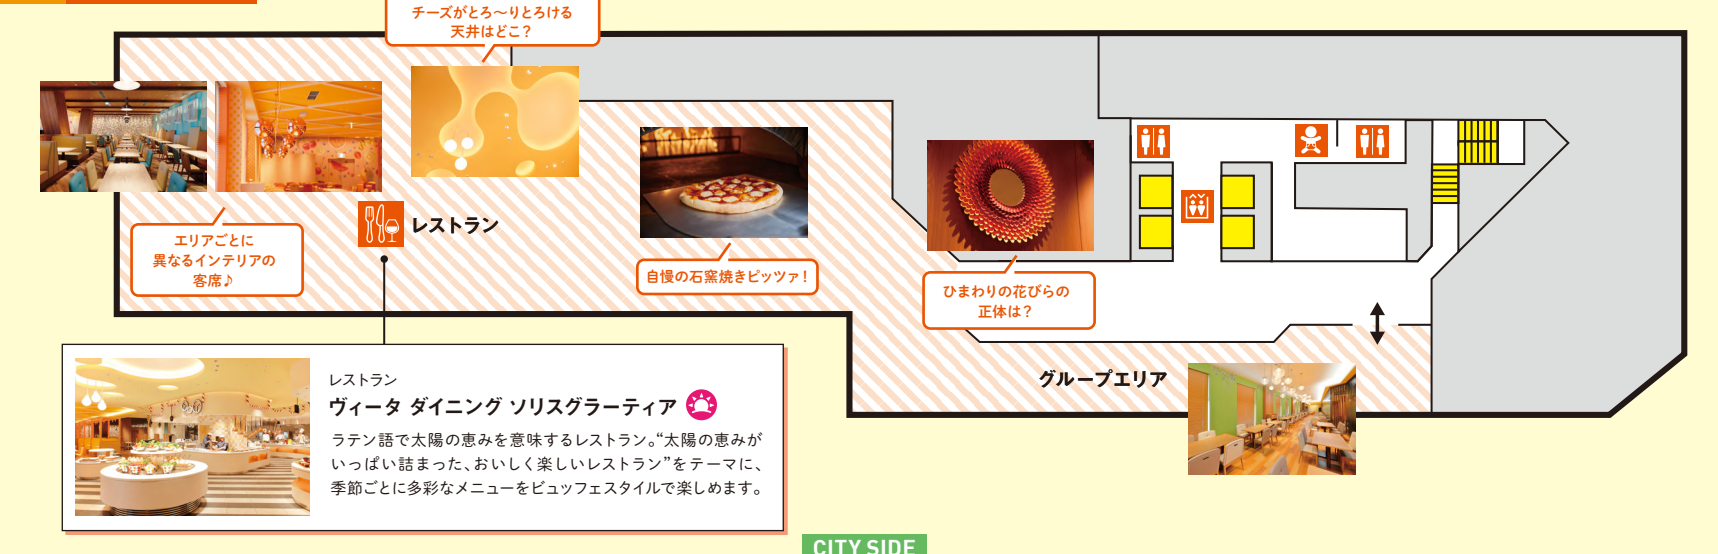 チーズがとろ～りとろける
天井はどこ？
エリアごとに
異なるインテリアの
客席♪
レストラン
自慢の石窯焼きピッツァ！
ひまわりの花びらの
正体は？
グループエリア
レストラン
ヴィータ ダイニング ソリスグラーティア
ラテン語で太陽の恵みを意味するレストラン。“太陽の恵みが
いっぱい詰まった、おいしく楽しいレストラン”をテーマに、
季節ごとに多彩なメニューをビュッフェスタイルで楽しめます。
CITY SIDE